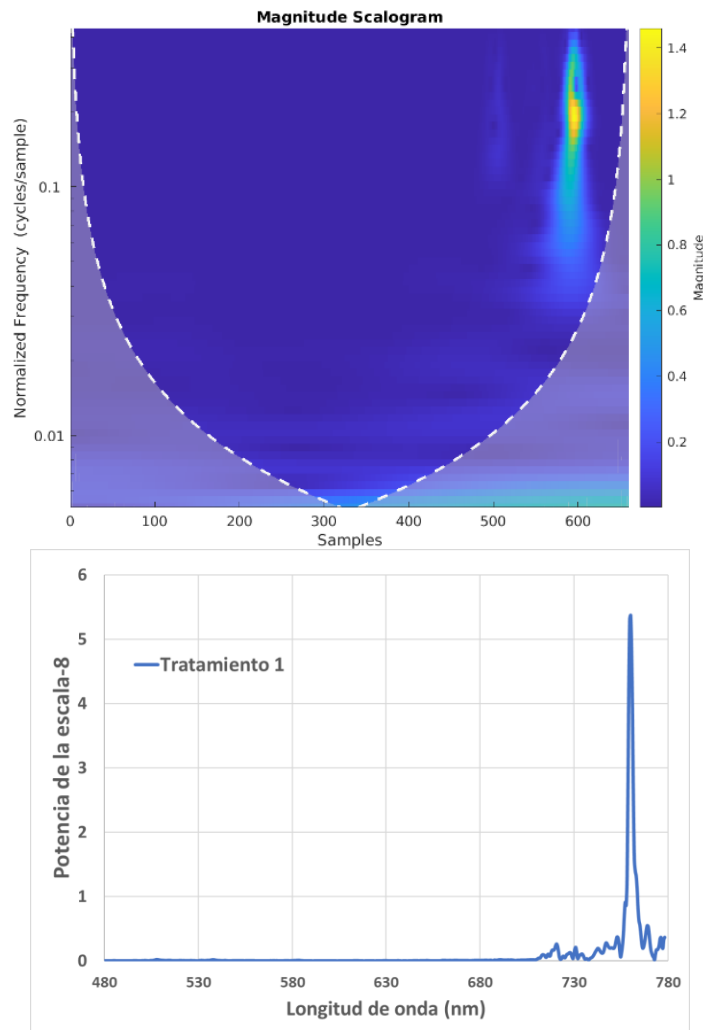 Magnitude Scalogram
Normalized Frequency (cycles/sample)
0.1
0.01
0 100 200 300 400 500 600
Samples
1.4
1.2
1
0.8
0.6
0.4
0.2
Magnitude
Potencia de la escala-8
6
5
4
3
2
1
0
Tratamiento 1
480 530 580 630 680 730 780
Longitud de onda (nm)